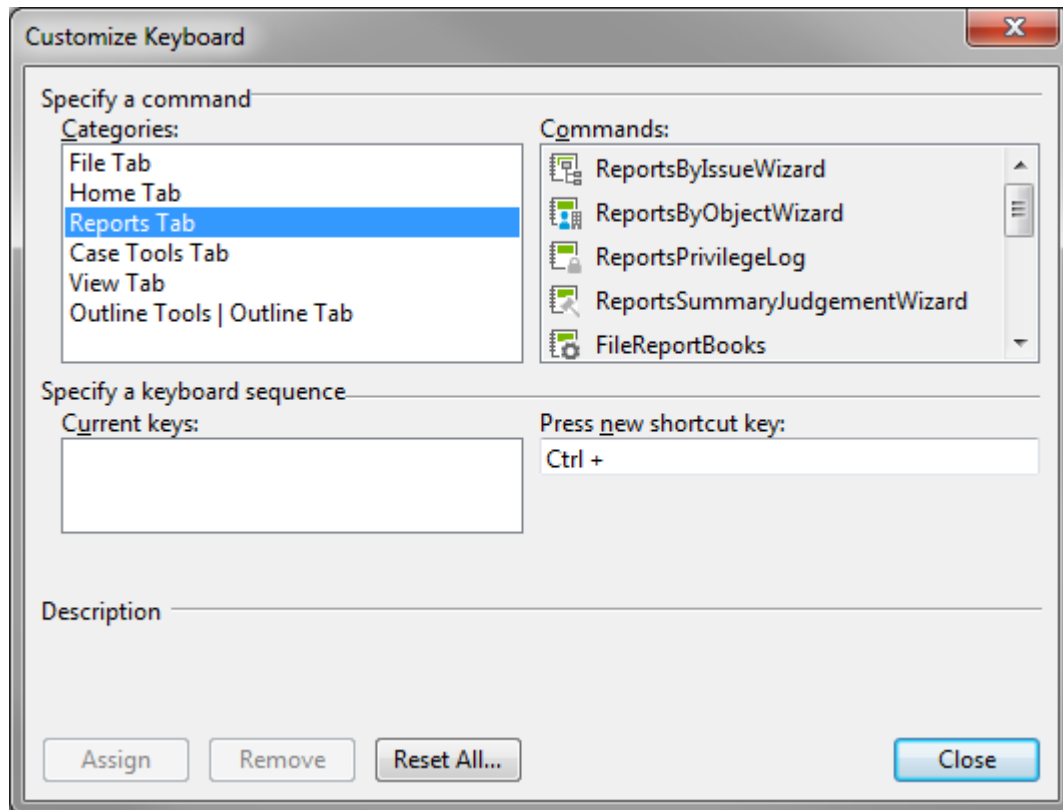 Customize Keyboard
Specify a command
Categories:
File Tab
Home Tab
Reports Tab
Case Tools Tab
View Tab
Outline Tools | Outline Tab
Commands:
ReportsByIssueWizard
ReportsByObjectWizard
ReportsPrivilegeLog
ReportsSummaryJudgementWizard
FileReportBooks
Specify a keyboard sequence
Current keys:
Press new shortcut key:
Ctrl +
Description
Assign
Remove
Reset All...
Close